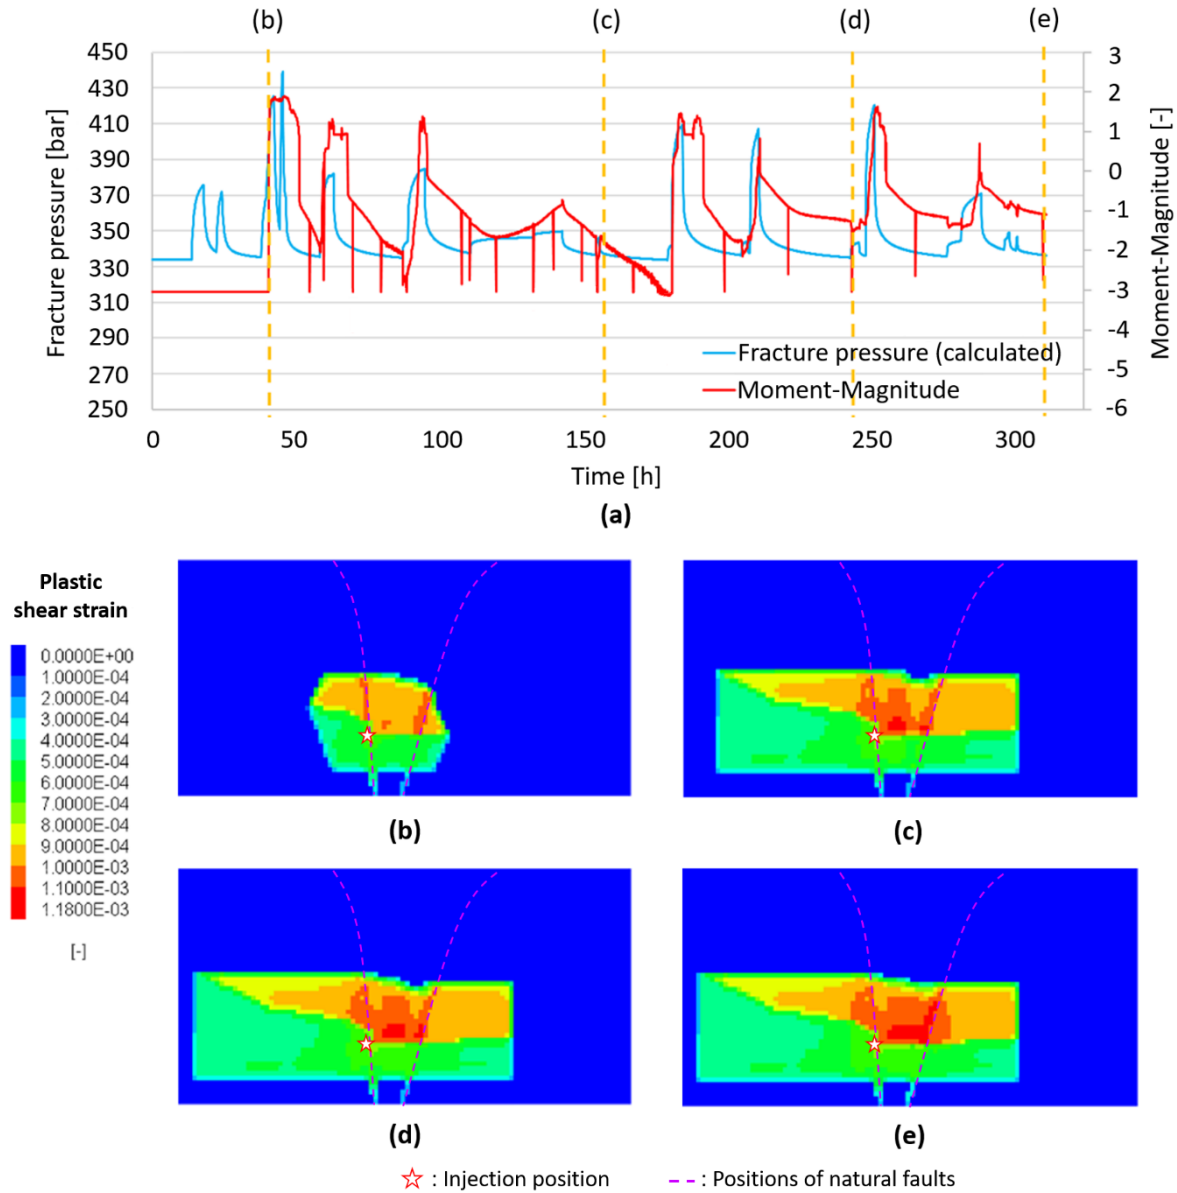 (b) (c) (d) (e)
450 430 410 390 370 350 330 310 290 270 250
Fracture pressure [bar]
3 2 1 0 -1 -2 -3 -4 -5 -6
Moment-Magnitude [-]
Fracture pressure (calculated)
Moment-Magnitude
0 50 100 150 200 250 300
Time [h]
(a)
Plastic
shear strain
0.0000E+00
1.0000E-04
2.0000E-04
3.0000E-04
4.0000E-04
5.0000E-04
6.0000E-04
7.0000E-04
8.0000E-04
9.0000E-04
1.0000E-03
1.1000E-03
1.1800E-03
[-]
(b) (c)
(d) (e)
: Injection position : Positions of natural faults